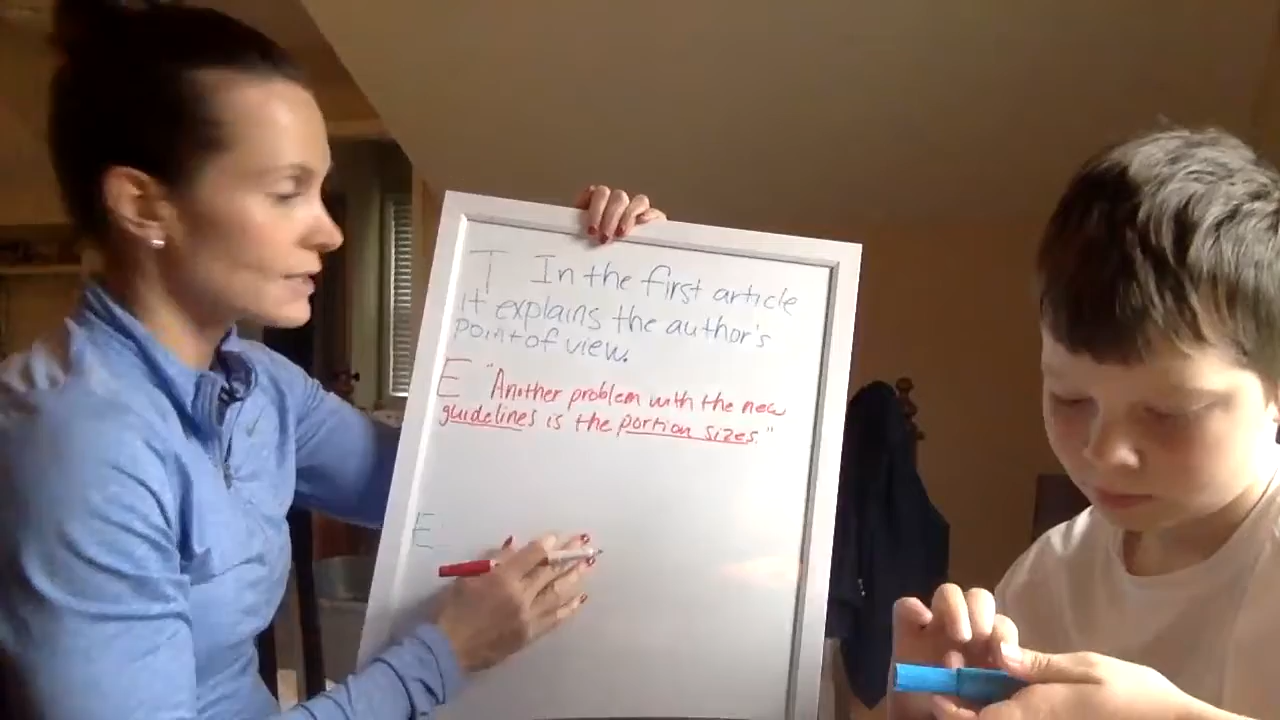 T In the first article
it explains the author's
point of view.
E "Another problem with the new
guidelines is the portion sizes."
E